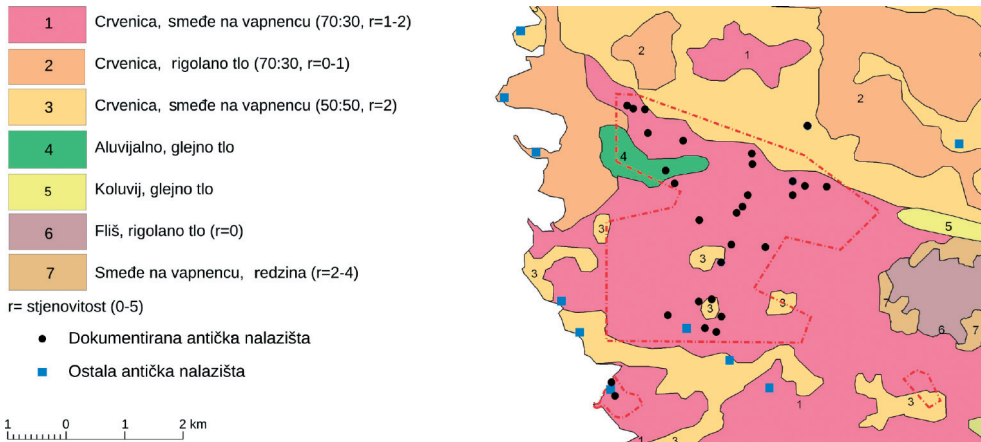 1 Crvenica, smeđe na vapnencu (70:30, r=1-2)
2 Crvenica, rigolano tlo (70:30, r=0-1)
3 Crvenica, smeđe na vapnencu (50:50, r=2)
4 Aluvijalno, glejno tlo
5 Koluvij, glejno tlo
6 Fliš, rigolano tlo (r=0)
7 Smeđe na vapnencu, redzina (r=2-4)
r= stjenovitost (0-5)
Dokumentirana antička nalazišta
Ostala antička nalazišta
1 0 1 2 km
3
2
1
2
4
3
5
3
3
3
3
7
6
7
1
3
3
1